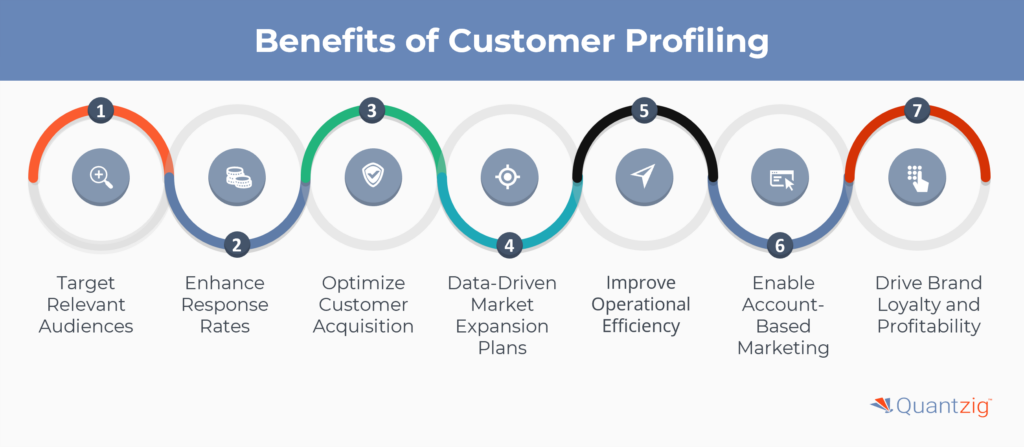 Benefits of Customer Profiling
1
2
3
4
5
6
7
Target
Relevant
Audiences
Enhance
Response
Rates
Optimize
Customer
Acquisition
Data-Driven
Market
Expansion
Plans
Improve
Operational
Efficiency
Enable
Account-
Based
Marketing
Drive Brand
Loyalty and
Profitability
Quantzig